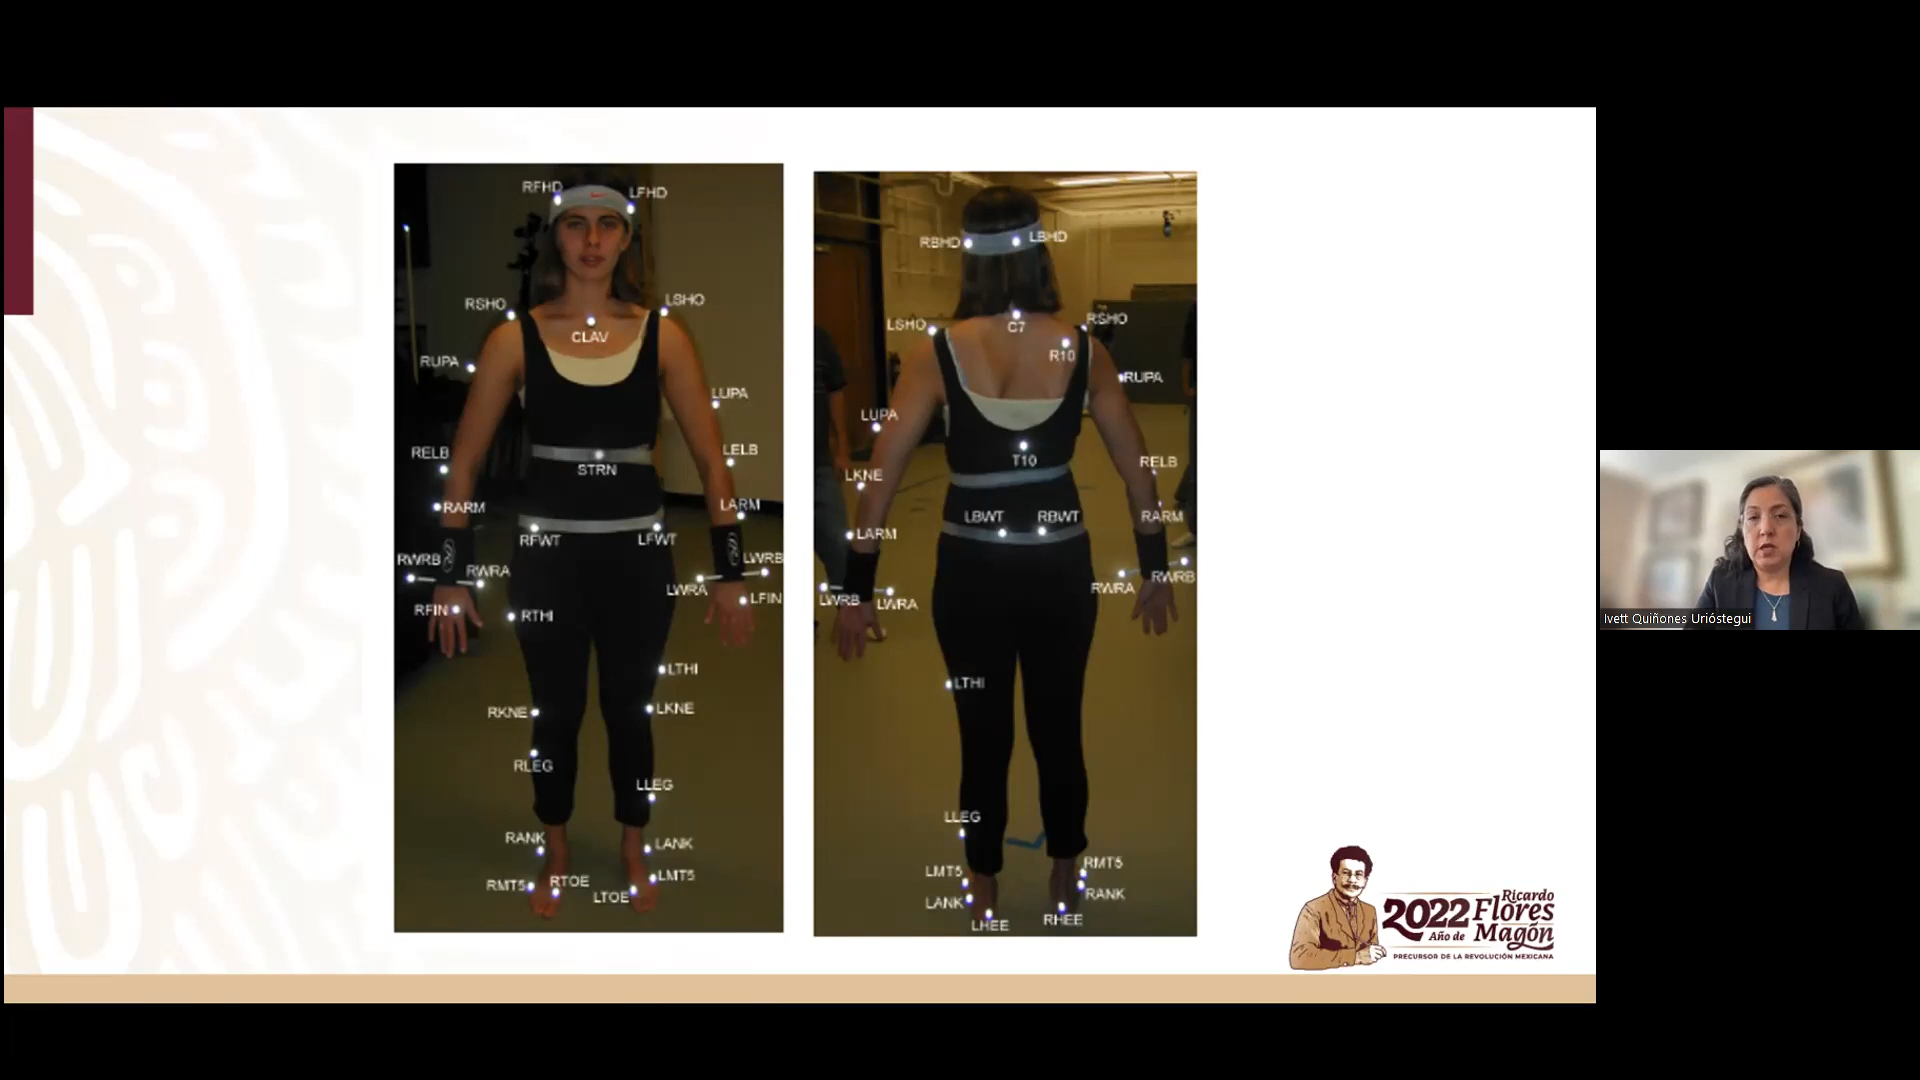 RFHD
LFHD
RSHO
LSHO
CLAV
RUPA
LUPA
RELB
LELB
STRN
RARM
LARM
RFWT
LFWT
RWRB
RWRA
LWRB
LWRA
RFIN
LFIN
RTHI
LTHI
RKNE
LKNE
RLEG
LLEG
RANK
LANK
RMT5
RTOE
LTOE
LMT5
RBHD
LBHD
LSHO
C7
RSHO
R10
RUPA
LUPA
T10
RELB
LKNE
LBWT
RBWT
RARM
LARM
RWRA
RWRB
LWRB
LWRA
LTHI
LLEG
LMT5
RMT5
LANK
RANK
LHEE
RHEE
2022
Año de
Ricardo
Flores
Magón
PRECURSOR DE LA REVOLUCIÓN MEXICANA
Ivett Quiñones Urióstegui